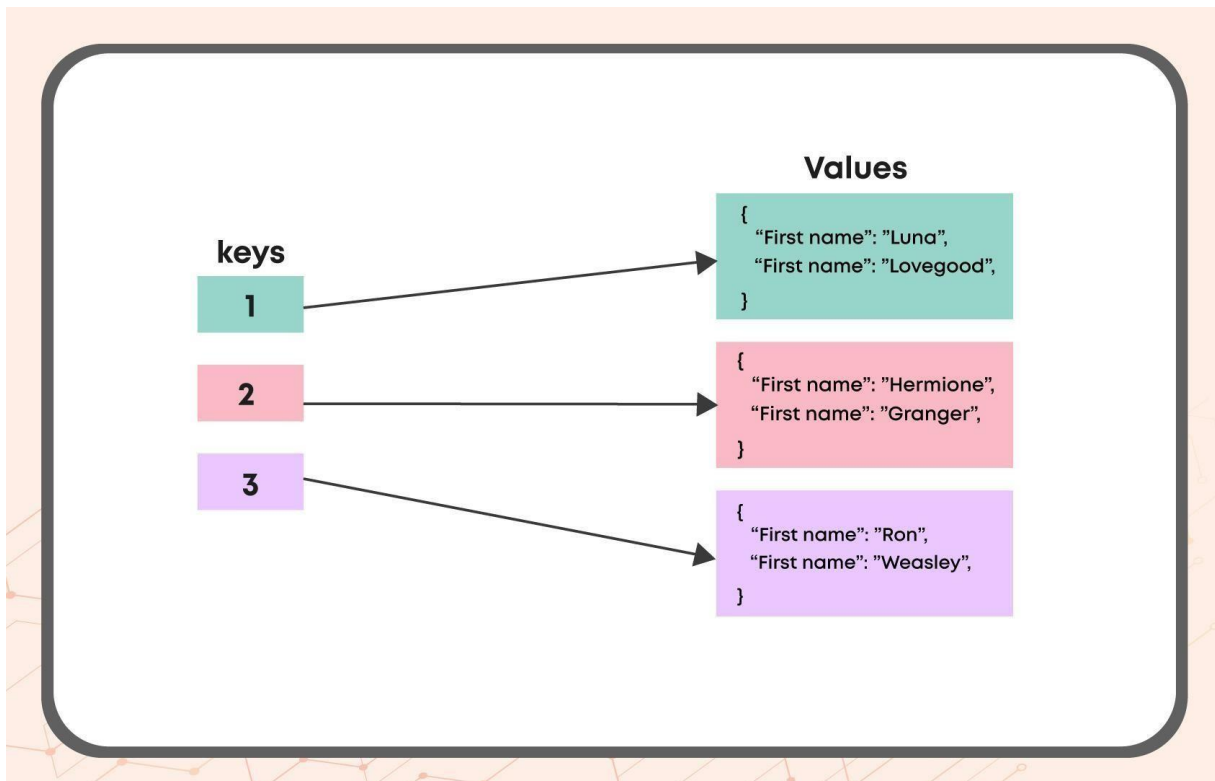 keys
1
2
3
Values
{
“First name”: ”Luna”,
“First name”: ”Lovegood”,
}
{
“First name”: ”Hermione”,
“First name”: ”Granger”,
}
{
“First name”: ”Ron”,
“First name”: ”Weasley”,
}